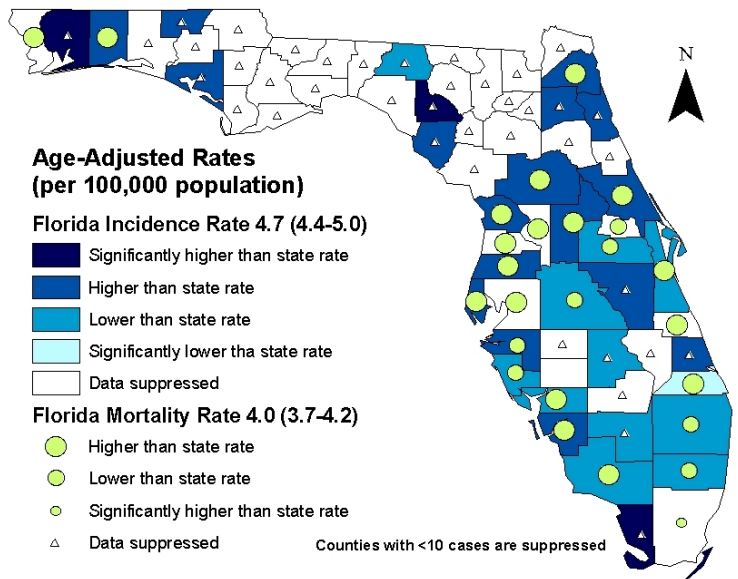 N
Age-Adjusted Rates
(per 100,000 population)
Florida Incidence Rate 4.7 (4.4-5.0)
Significantly higher than state rate
Higher than state rate
Lower than state rate
Significantly lower tha state rate
Data suppressed
Florida Mortality Rate 4.0 (3.7-4.2)
Higher than state rate
Lower than state rate
Significantly higher than state rate
Data suppressed
Counties with <10 cases are suppressed